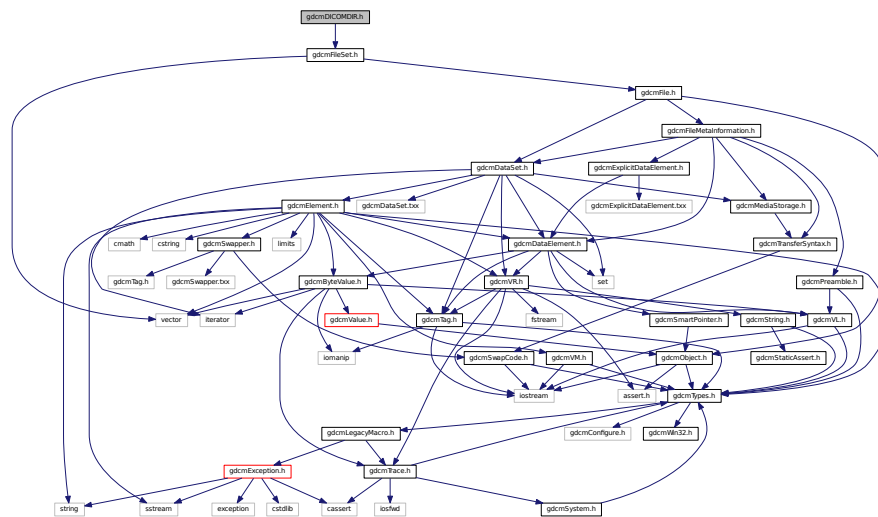 gdcmDICOMDIR.h
gdcmFileSet.h
gdcmFile.h
gdcmFileMetaInformation.h
gdcmDataSet.h
gdcmExplicitDataElement.h
gdcmElement.h
gdcmDataSet.txx
gdcmExplicitDataElement.txx
gdcmMediaStorage.h
cmath
cstring
gdcmSwapper.h
limits
gdcmDataElement.h
gdcmTransferSyntax.h
gdcmTag.h
gdcmSwapper.txx
gdcmByteValue.h
gdcmVR.h
set
gdcmPreamble.h
vector
iterator
gdcmValue.h
gdcmTag.h
fstream
gdcmSmartPointer.h
gdcmString.h
gdcmVL.h
iomanip
gdcmSwapCode.h
gdcmVM.h
gdcmObject.h
gdcmStaticAssert.h
iostream
assert.h
gdcmTypes.h
gdcmLegacyMacro.h
gdcmConfigure.h
gdcmWin32.h
gdcmException.h
gdcmTrace.h
string
sstream
exception
cstdlib
cassert
iosfwd
gdcmSystem.h